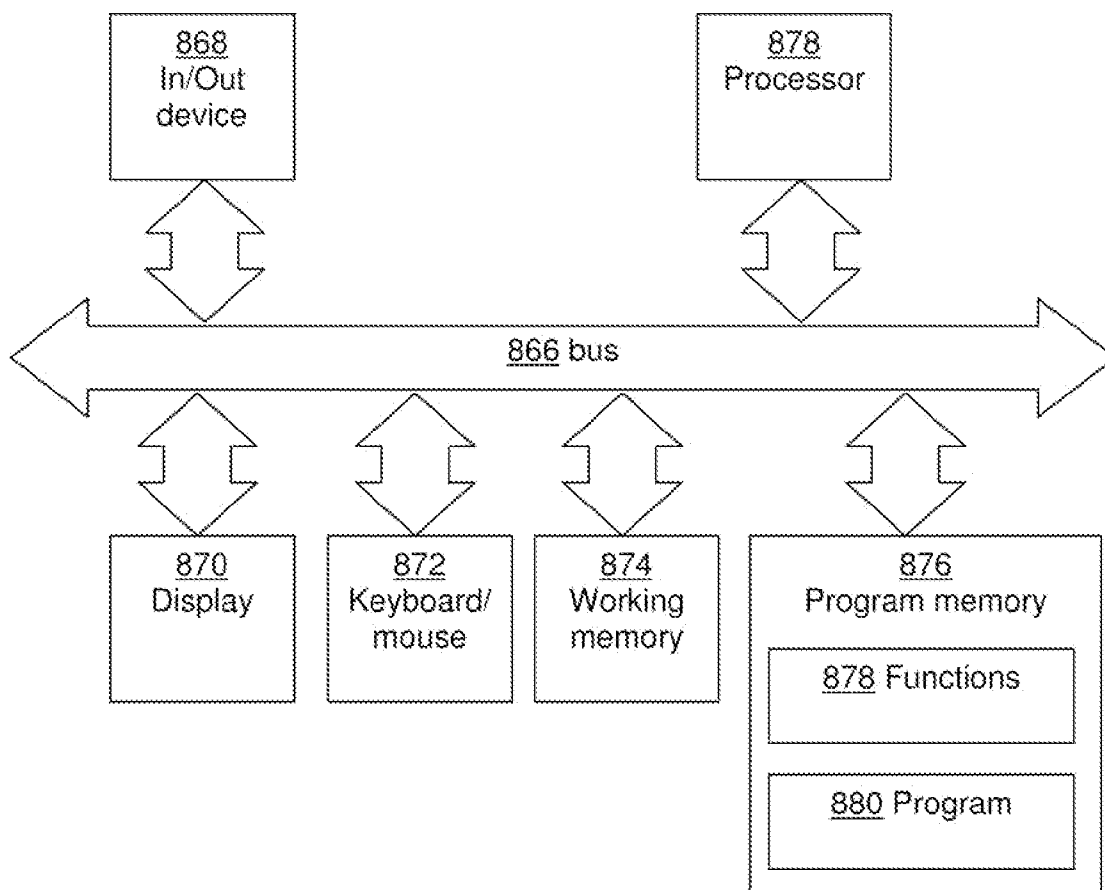 868
In/Out
device
878
Processor
866 bus
870
Display
872
Keyboard/
mouse
874
Working
memory
876
Program memory
878 Functions
880 Program